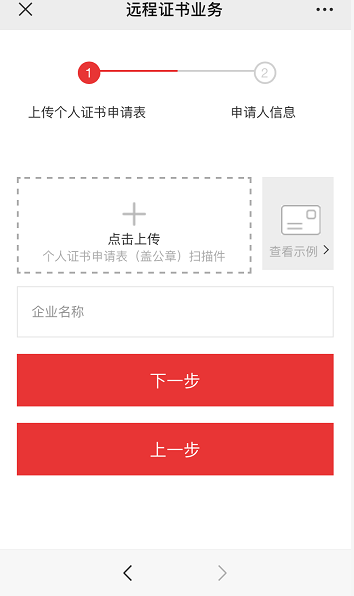 远程证书业务
1
2
上传个人证书申请表
申请人信息
点击上传
个人证书申请表（盖公章）扫描件
查看示例
企业名称
下一步
上一步